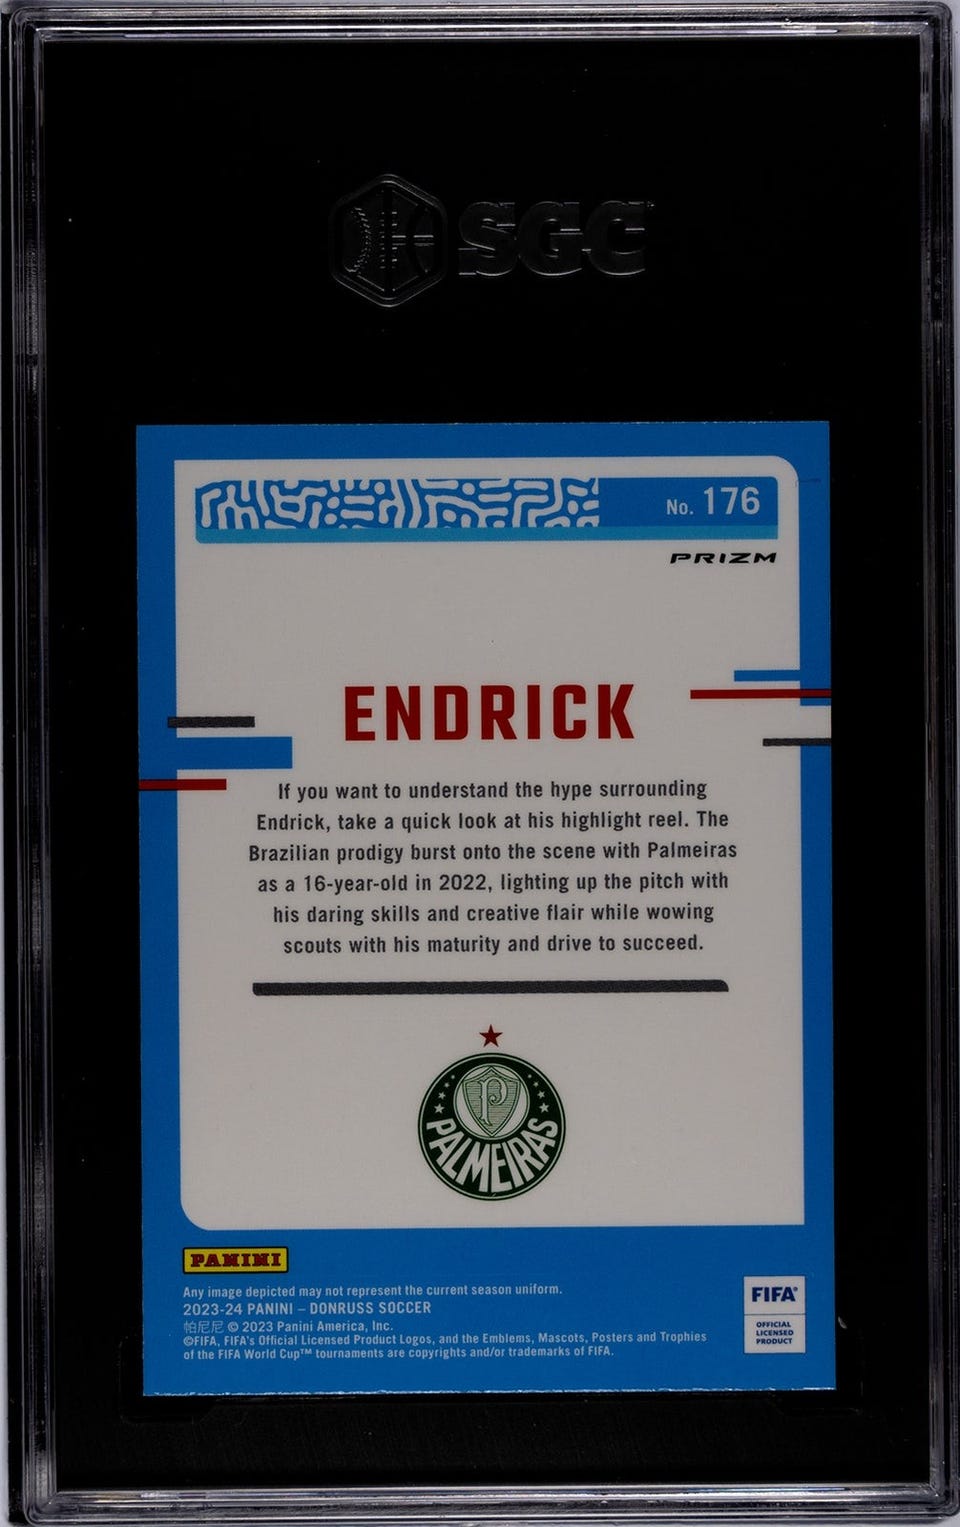 SGC
No. 176
PRIZM
ENDRICK
If you want to understand the hype surrounding
Endrick, take a quick look at his highlight reel. The
Brazilian prodigy burst onto the scene with Palmeiras
as a 16-year-old in 2022, lighting up the pitch with
his daring skills and creative flair while wowing
scouts with his maturity and drive to succeed.
P
PALMEIRAS
PANINI
Any image depicted may not represent the current season uniform.
2023-24 PANINI – DONRUSS SOCCER
帕尼尼 © 2023 Panini America, Inc.
©FIFA, FIFA's Official Licensed Product Logos, and the Emblems, Mascots, Posters and Trophies
of the FIFA World Cup™ tournaments are copyrights and/or trademarks of FIFA.
FIFA®
OFFICIAL
LICENSED
PRODUCT